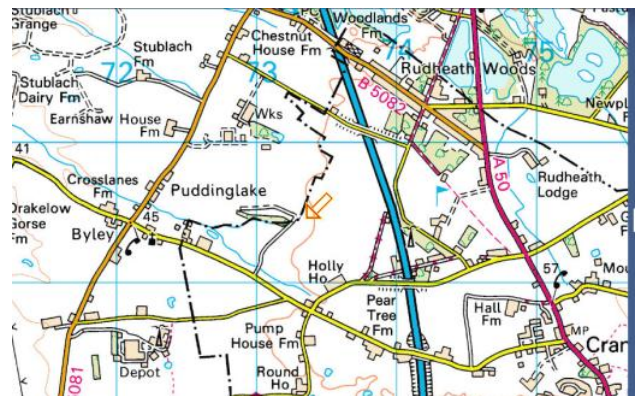 Stublach
Grange
Woodlands
Fm
Chestnut
House Fm
Stublach
Fm
74
75
72
73
Rudheath Woods
Stublach
Dairy Fm
B 5082
Earnshaw House
Fm
Wks
Newpl
41
A 50
Crosslanes
Fm
Puddinglake
Rudheath
Lodge
Drakelow
Gorse
Fm
45
Byley
Holly
Ho
57
Mou
Pear
Tree
Fm
Hall
Fm
Pump
House Fm
MP
Cran
Depot
Round
Ho
081